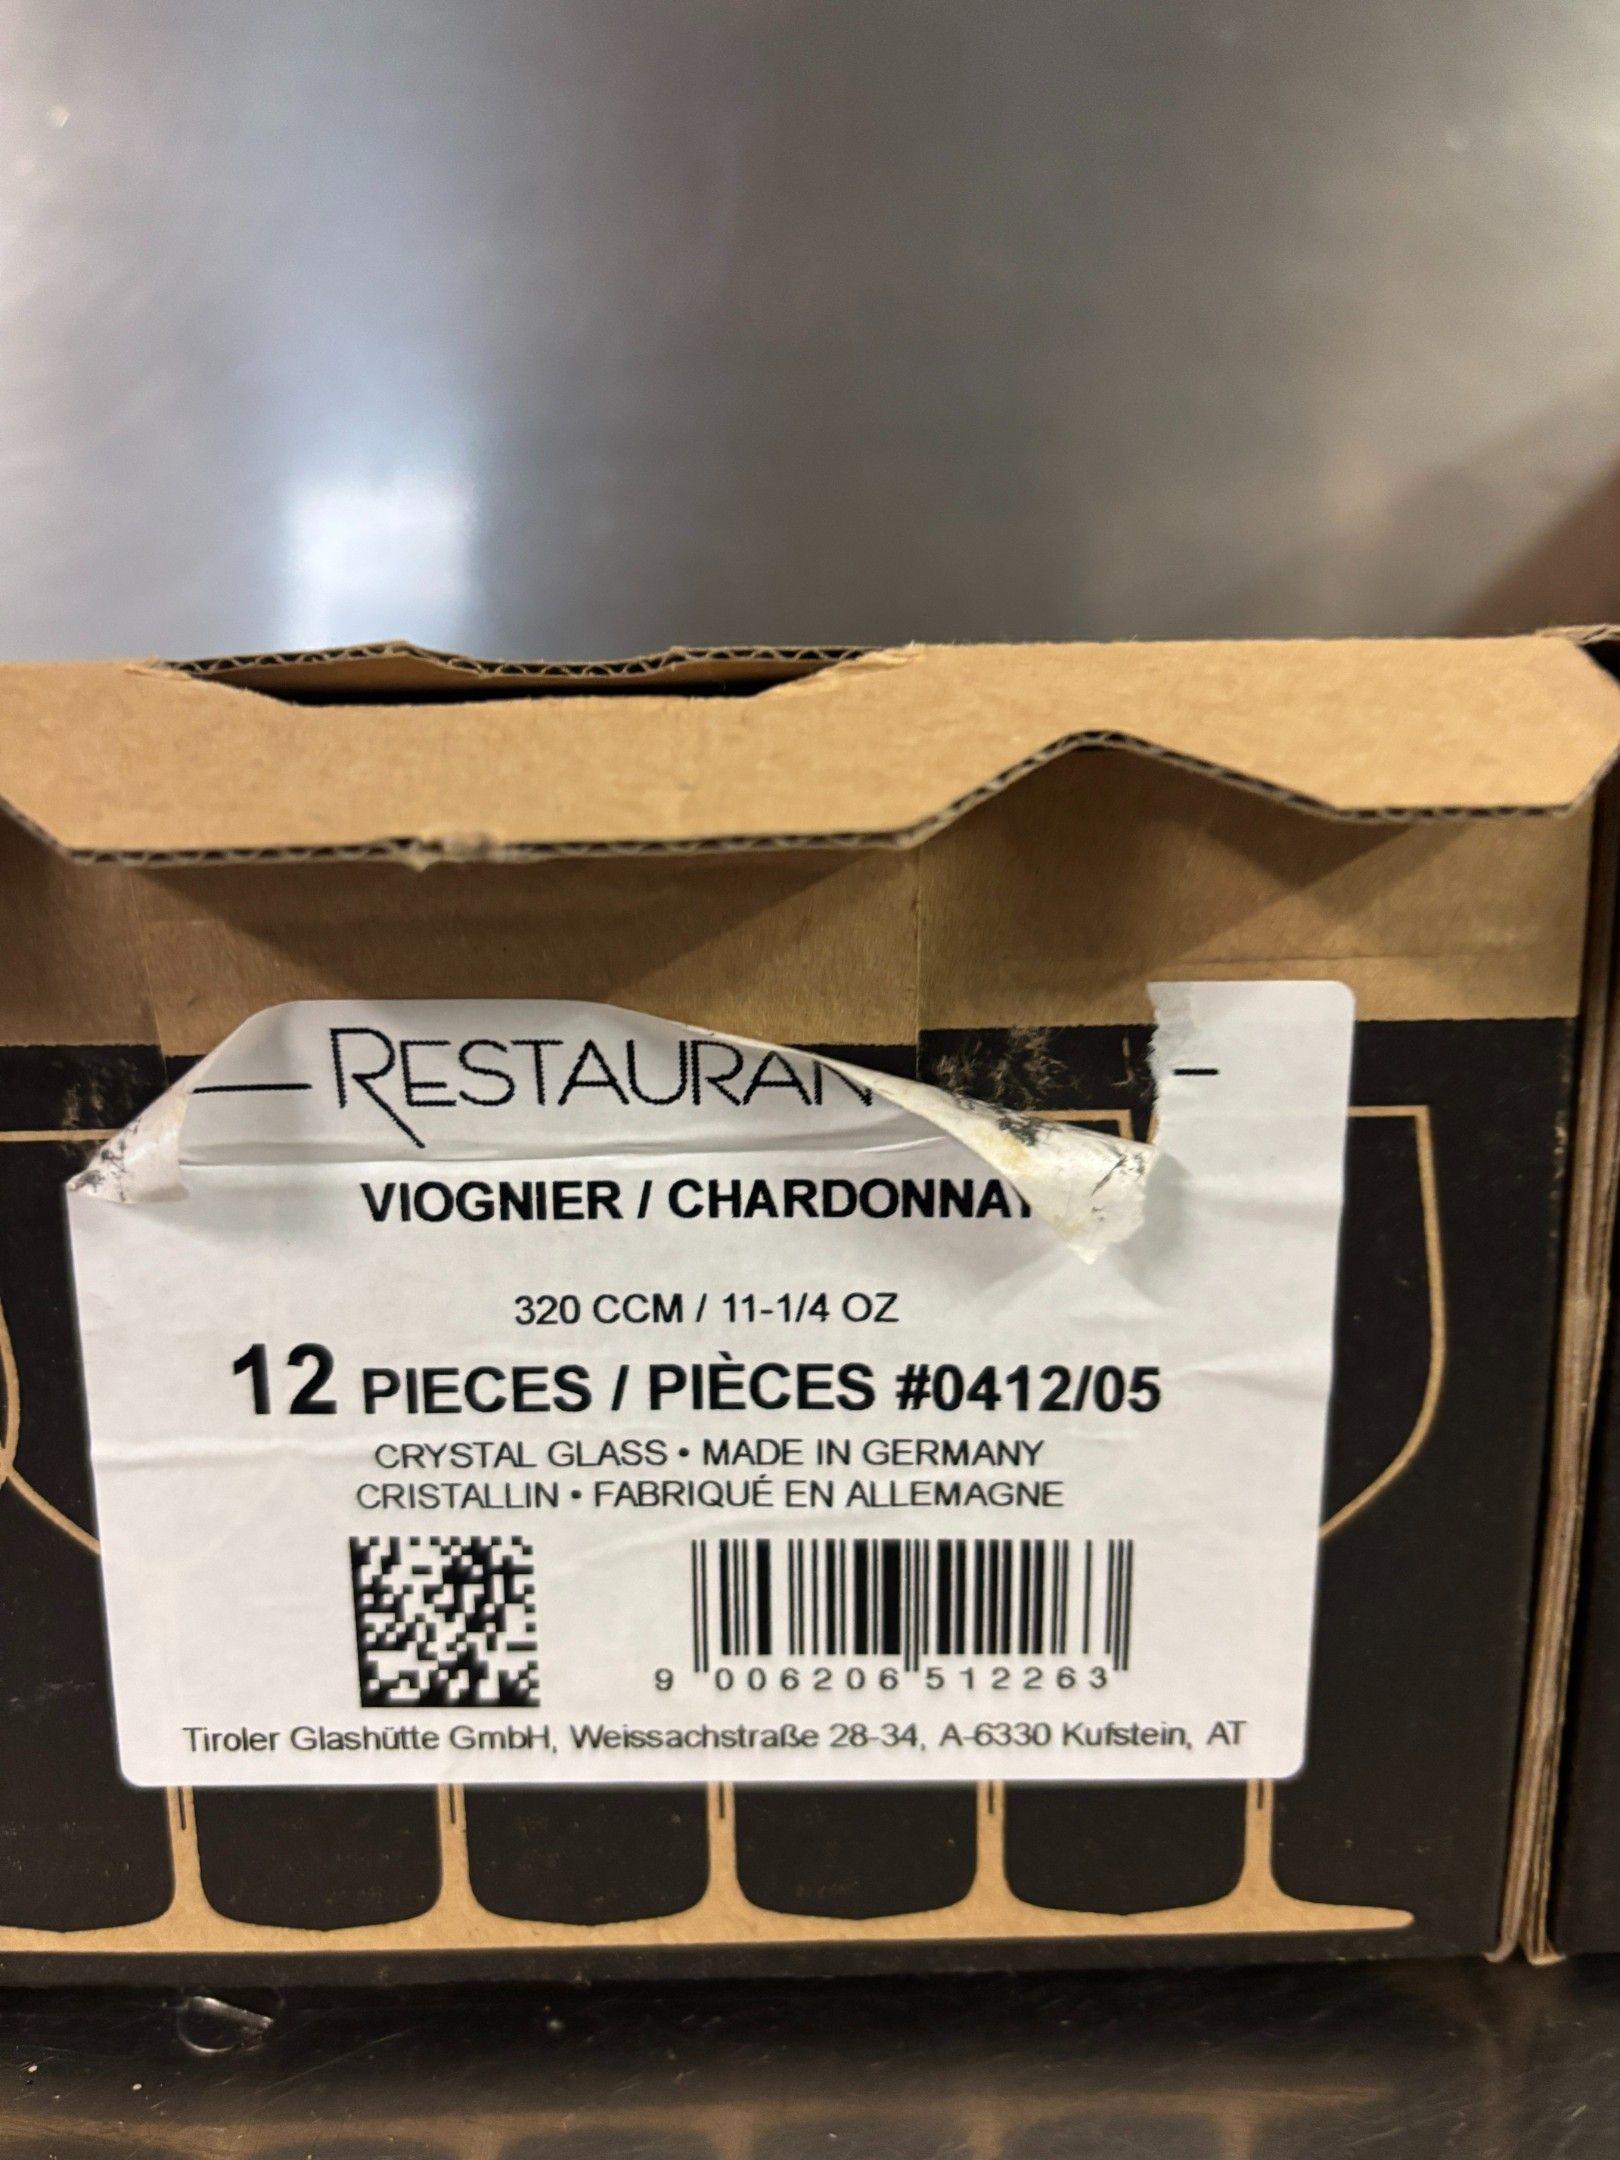 RESTAURAN
VIOGNIER / CHARDONNAY
320 CCM / 11-1/4 OZ
12 PIECES / PIÈCES #0412/05
CRYSTAL GLASS • MADE IN GERMANY
CRISTALLIN • FABRIQUÉ EN ALLEMAGNE
9 006206 512263
Tiroler Glashütte GmbH, Weissachstraße 28-34, A-6330 Kufstein, AT